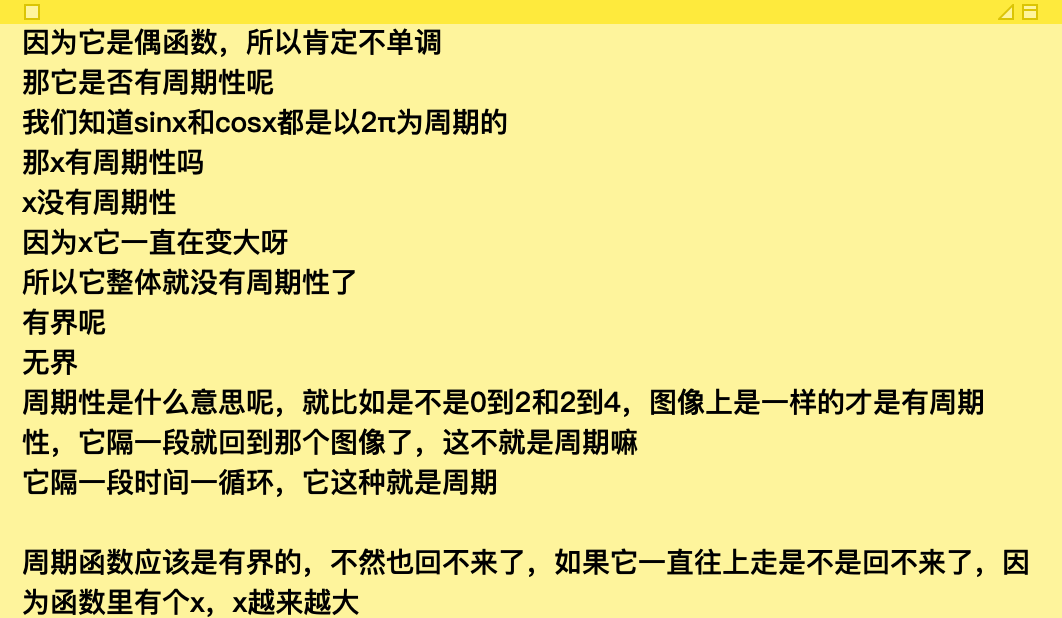 因为它是偶函数，所以肯定不单调
那它是否有周期性呢
我们知道sinx和cosx都是以2π为周期的
那x有周期性吗
x没有周期性
因为x它一直在变大呀
所以它整体就没有周期性了
有界呢
无界
周期性是什么意思呢，就比如是不是0到2和2到4，图像上是一样的才是有周期
性，它隔一段就回到那个图像了，这不就是周期嘛
它隔一段时间一循环，它这种就是周期
周期函数应该是有界的，不然也回不来了，如果它一直往上走是不是回不来了，因
为函数里有个x，x越来越大